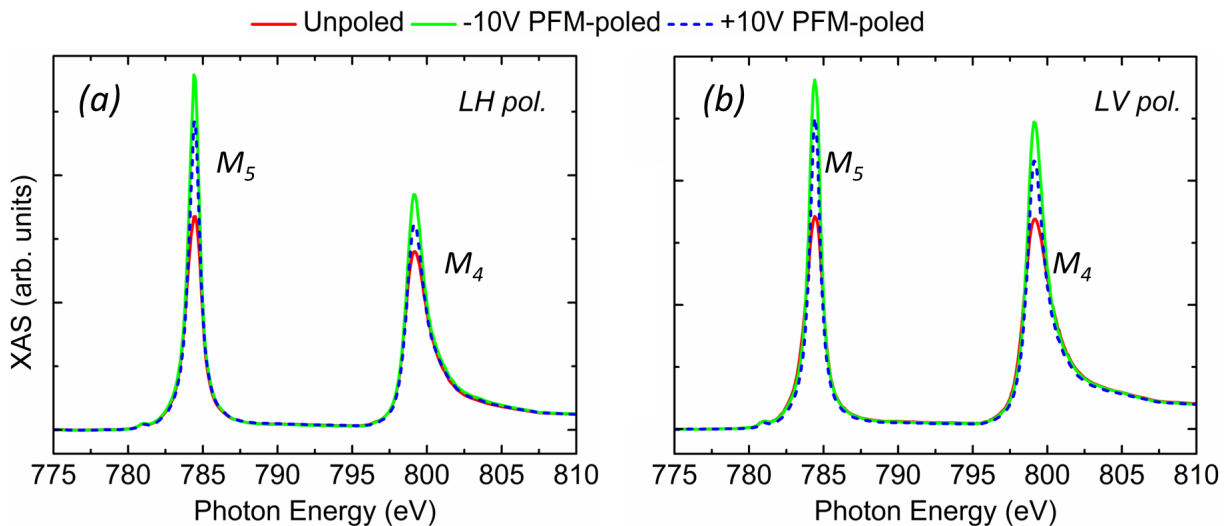 Unpoled -10V PFM-poled +10V PFM-poled
(a) LH pol.
M5
M4
XAS (arb. units)
775 780 785 790 795 800 805 810
Photon Energy (eV)
(b) LV pol.
M5
M4
775 780 785 790 795 800 805 810
Photon Energy (eV)